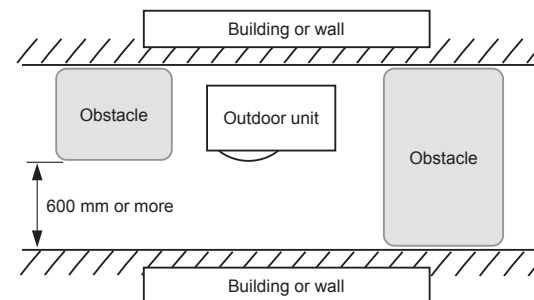 Building or wall
Obstacle
Outdoor unit
Obstacle
600 mm or more
Building or wall